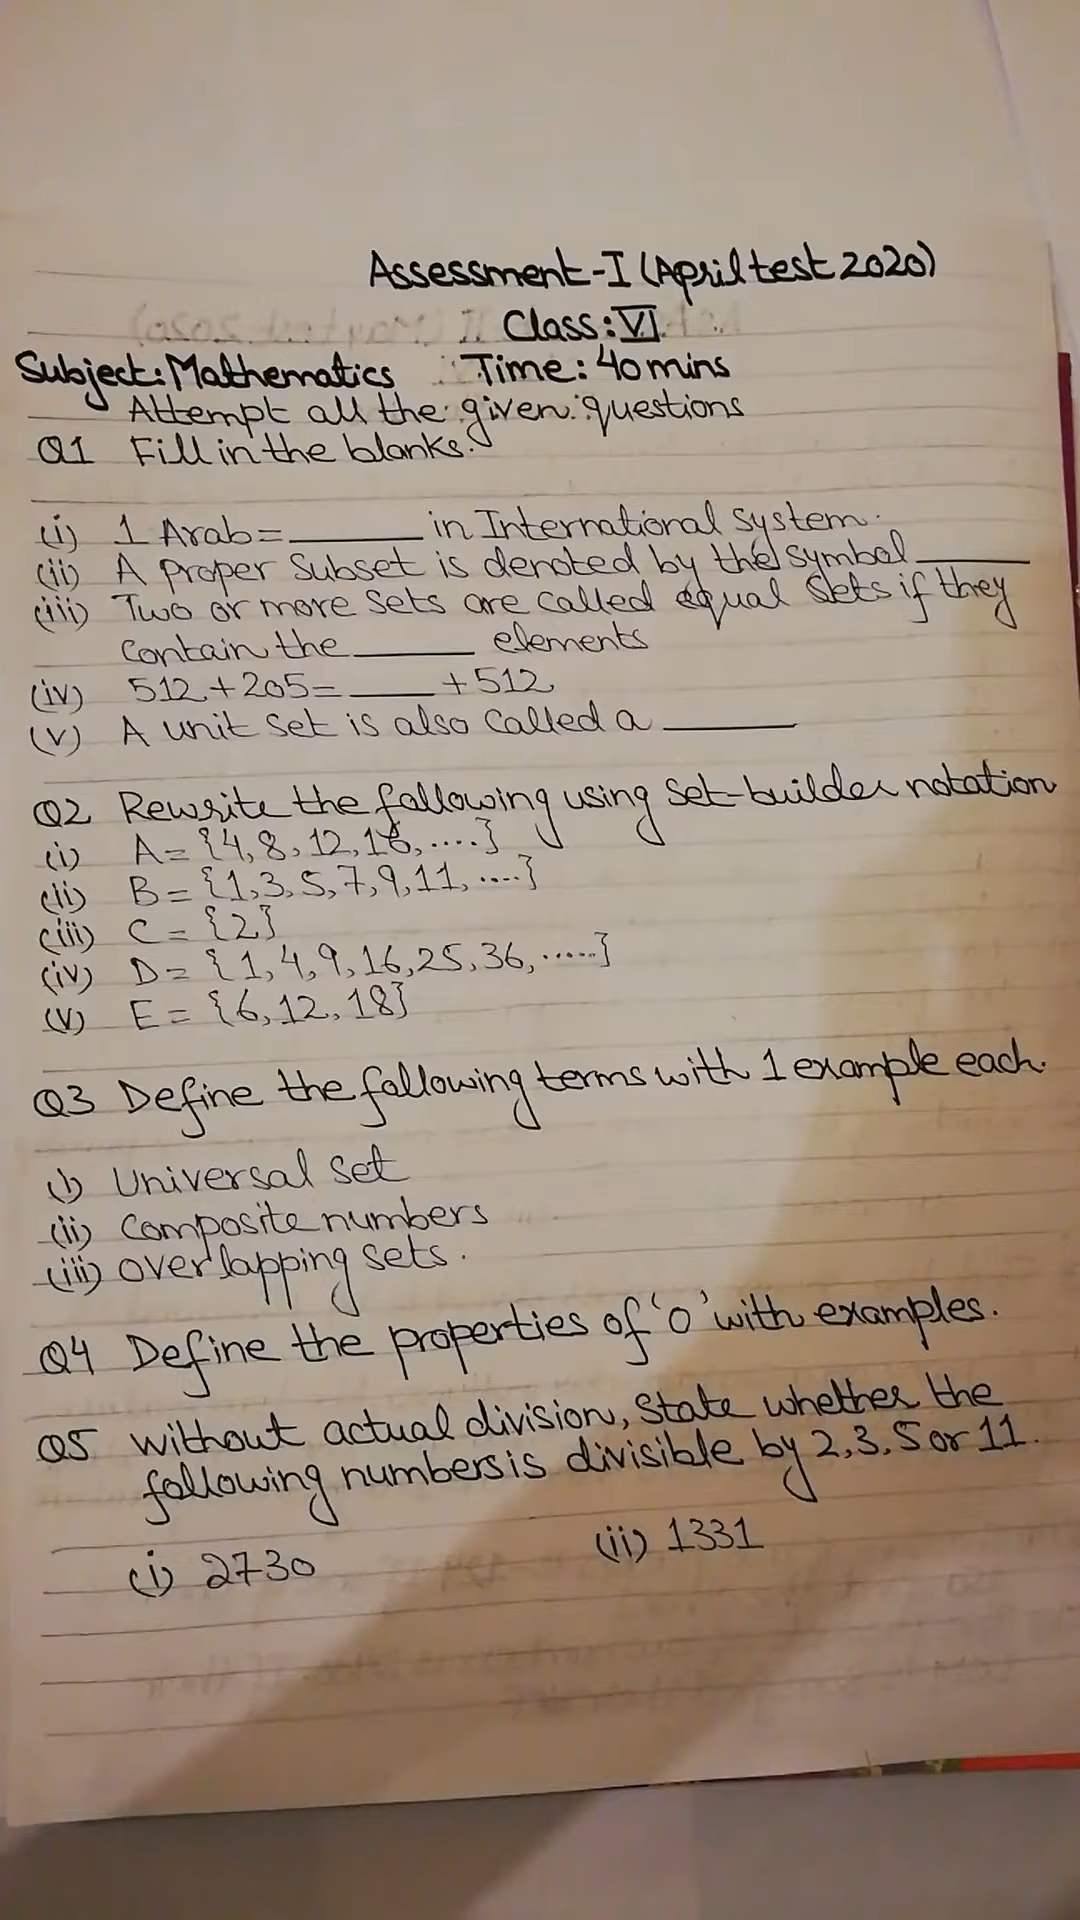 Assessment-I (April test 2020)
Class: VI
Subject: Mathematics Time: 40 mins
Attempt all the given questions
Q1 Fill in the blanks.
(i) 1 Arab = ______ in International system.
(ii) A proper Subset is denoted by the symbol ______
(iii) Two or more sets are called equal Sets if they
contain the ______ elements
(iv) 512 + 205 = ____ + 512
(v) A unit set is also called a ______
Q2 Rewrite the following using set-builder notation
(i) A = {4, 8, 12, 16, ....}
(ii) B = {1, 3, 5, 7, 9, 11, ....}
(iii) C = {2}
(iv) D = {1, 4, 9, 16, 25, 36, .....}
(v) E = {6, 12, 18}
Q3 Define the following terms with 1 example each.
(i) Universal set
(ii) Composite numbers
(iii) overlapping sets.
Q4 Define the properties of 'o' with examples.
Q5 without actual division, State whether the
following numbers is divisible by 2, 3, 5 or 11.
(i) 2730 (ii) 1331